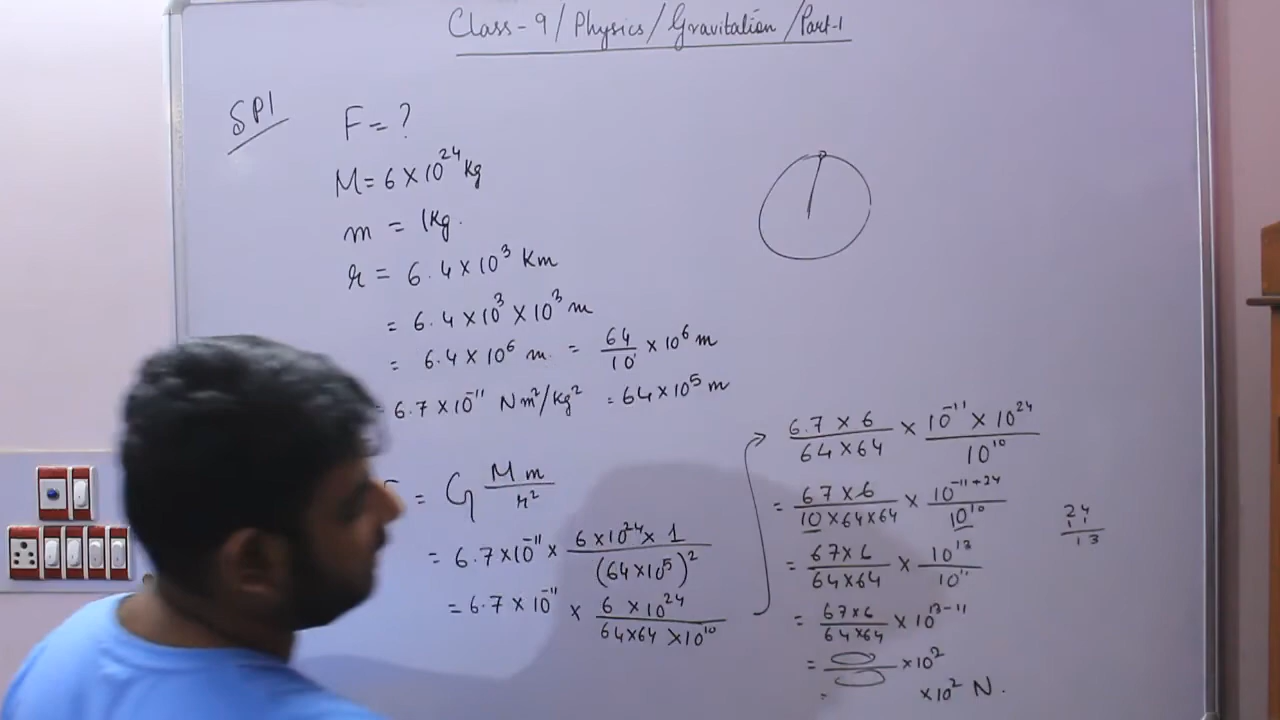 Class-9/Physics/Gravitation/Part-1
SP1
F = ?
M = 6 × 10^24 kg
m = 1kg.
r = 6.4 × 10^3 Km
= 6.4 × 10^3 × 10^3 m
= 6.4 × 10^6 m. = 64/10 × 10^6 m
= 6.7 × 10^-11 Nm²/kg² = 64 × 10^5 m
= G Mm/r²
= 6.7 × 10^-11 × 6 × 10^24 × 1/(64 × 10^5)²
= 6.7 × 10^-11 × 6 × 10^24/64×64 × 10^10
6.7 × 6/64 × 64 × 10^-11 × 10^24/10^10
= 67 × 6/10 × 64 × 64 × 10^-11+24/10^10
= 67 × 6/64 × 64 × 10^13/10^11
= 67 × 6/64 × 64 × 10^13-11
= × 10²
= × 10² N.
24
11
13